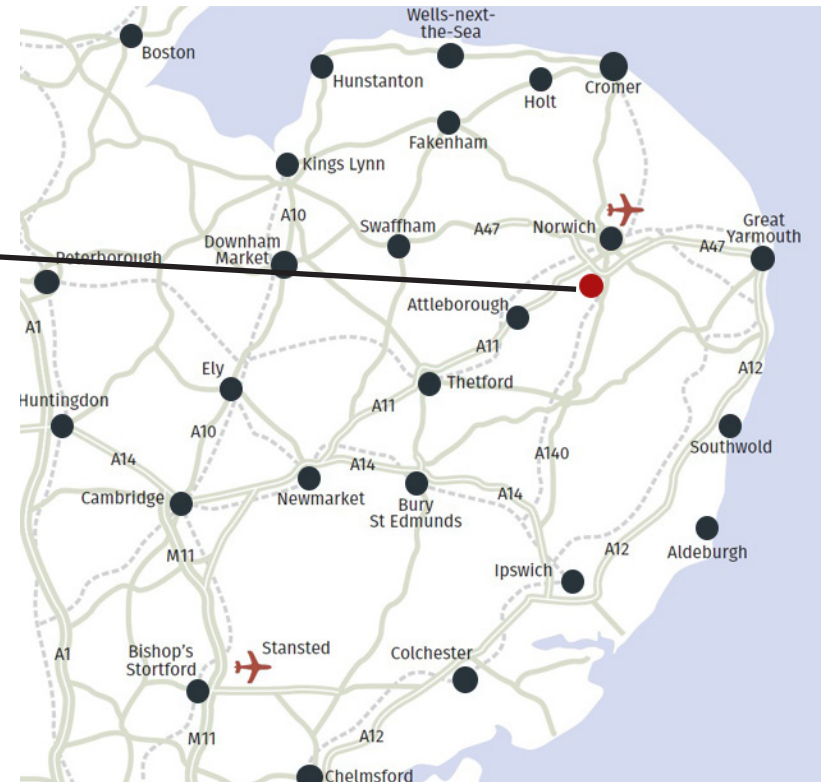 Wells-next-
the-Sea
Boston
Hunstanton
Cromer
Holt
Fakenham
Kings Lynn
A10
Swaffham
A47
Norwich
Great
Yarmouth
A47
Downham
Market
Peterborough
Attleborough
A1
A11
A12
Ely
Thetford
Huntingdon
A11
A10
Southwold
A14
A14
A140
Cambridge
Newmarket
Bury
St Edmunds
A14
M11
A12
Aldeburgh
Ipswich
Bishop's
Stortford
Stansted
Colchester
A1
M11
A12
Chelmsford